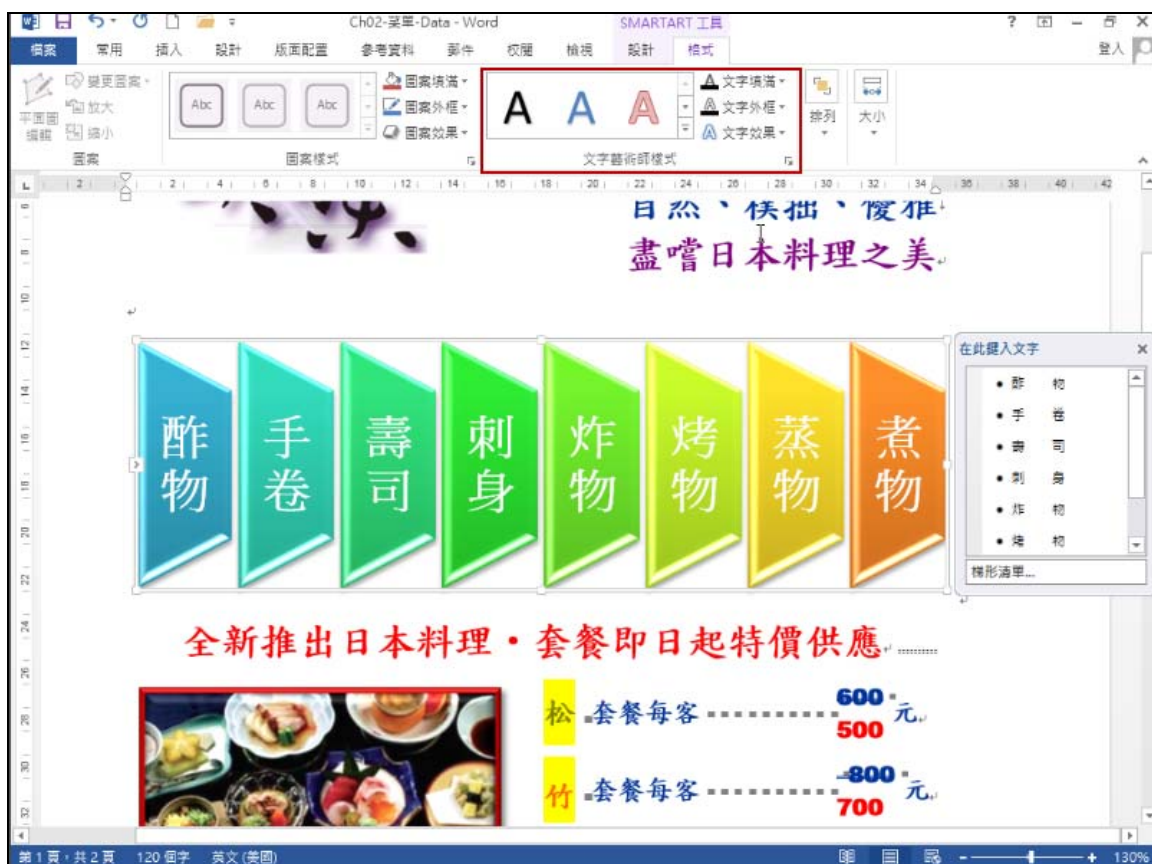 Ch02-菜單-Data - Word
SMARTART 工具
檔案 常用 插入 設計 版面配置 參考資料 郵件 校閱 檢視 設計 格式 登入
變更圖案
放大
縮小
平面圖編輯
Abc Abc Abc
圖案填滿
圖案外框
圖案效果
A A A
文字填滿
文字外框
文字效果
排列
大小
圖案 圖案樣式 文字藝術師樣式
自然、樸拙、優雅
盡嚐日本料理之美
酢物 手卷 壽司 刺身 炸物 烤物 蒸物 煮物
在此鍵入文字
酢 物
手 卷
壽 司
刺 身
炸 物
烤 物
梯形清單...
全新推出日本料理・套餐即日起特價供應
松 套餐每客 600 元
500
竹 套餐每客 800 元
700
第 1 頁，共 2 頁 120 個字 英文 (美國) 130%